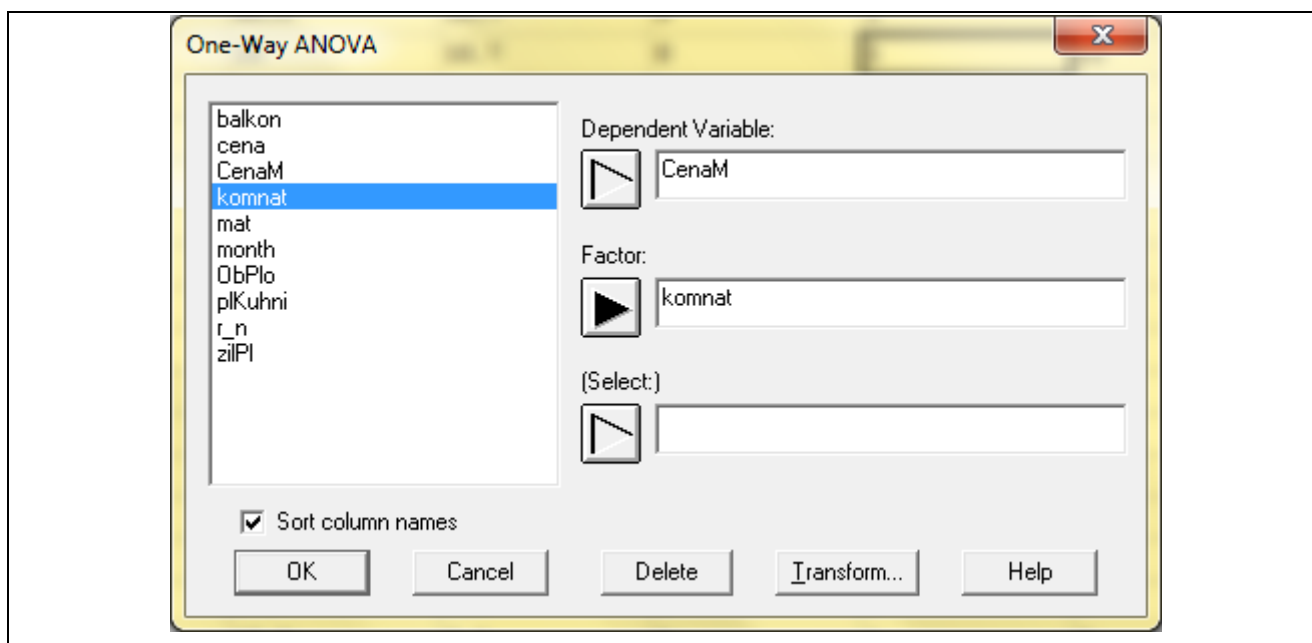 One-Way ANOVA
balkon
cena
CenaM
komnat
mat
month
ObPlo
plKuhni
r_n
zilPl
Dependent Variable:
CenaM
Factor:
komnat
(Select:)
Sort column names
OK
Cancel
Delete
Transform...
Help